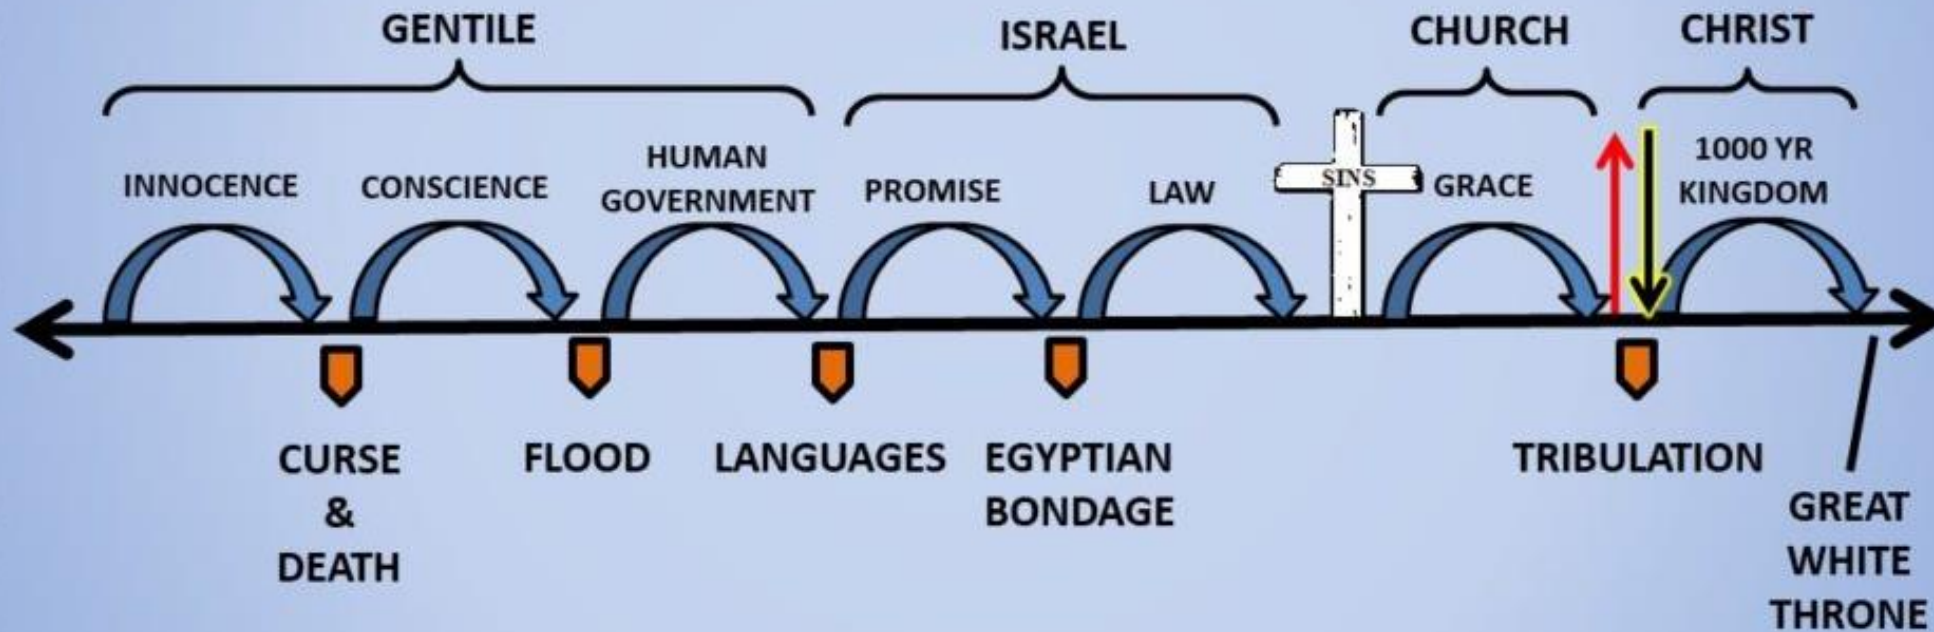 GENTILE
ISRAEL
CHURCH
CHRIST
INNOCENCE
CONSCIENCE
HUMAN
GOVERNMENT
PROMISE
LAW
SINS
GRACE
1000 YR
KINGDOM
CURSE
&
DEATH
FLOOD
LANGUAGES
EGYPTIAN
BONDAGE
TRIBULATION
GREAT
WHITE
THRONE